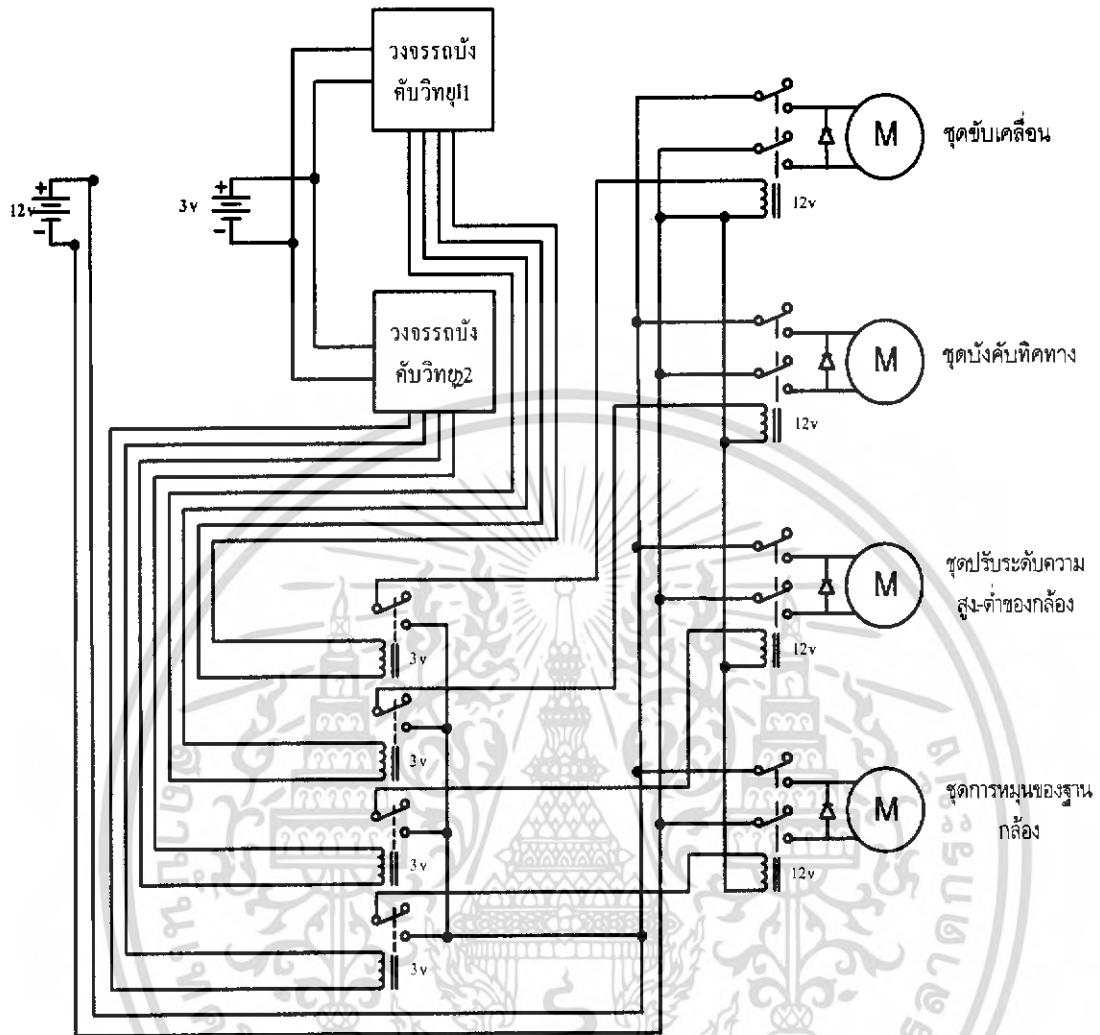 วงจรรถบัง
คับวิทยุ1
ชุดขับเคลื่อน
M
12v
+
-
12v
+
-
3v
วงจรรถบัง
คับวิทยุ2
ชุดบังคับทิศทาง
M
12v
ชุดปรับระดับความ
สูง-ต่ำของกล้อง
M
12v
3v
3v
ชุดการหมุนของฐาน
กล้อง
M
12v
3v
3v